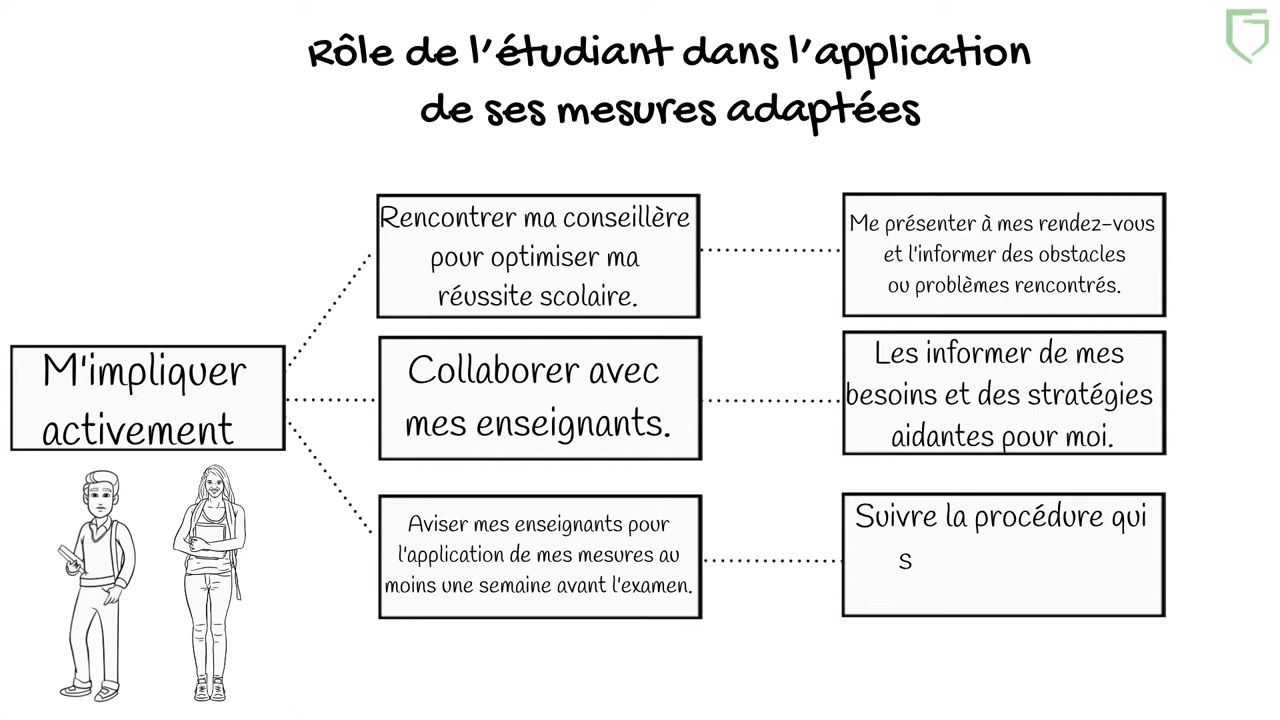 Rôle de l'étudiant dans l'application
de ses mesures adaptées
M'impliquer
activement
Rencontrer ma conseillère
pour optimiser ma
réussite scolaire.
Me présenter à mes rendez-vous
et l'informer des obstacles
ou problèmes rencontrés.
Collaborer avec
mes enseignants.
Les informer de mes
besoins et des stratégies
aidantes pour moi.
Aviser mes enseignants pour
l'application de mes mesures au
moins une semaine avant l'examen.
Suivre la procédure qui
s